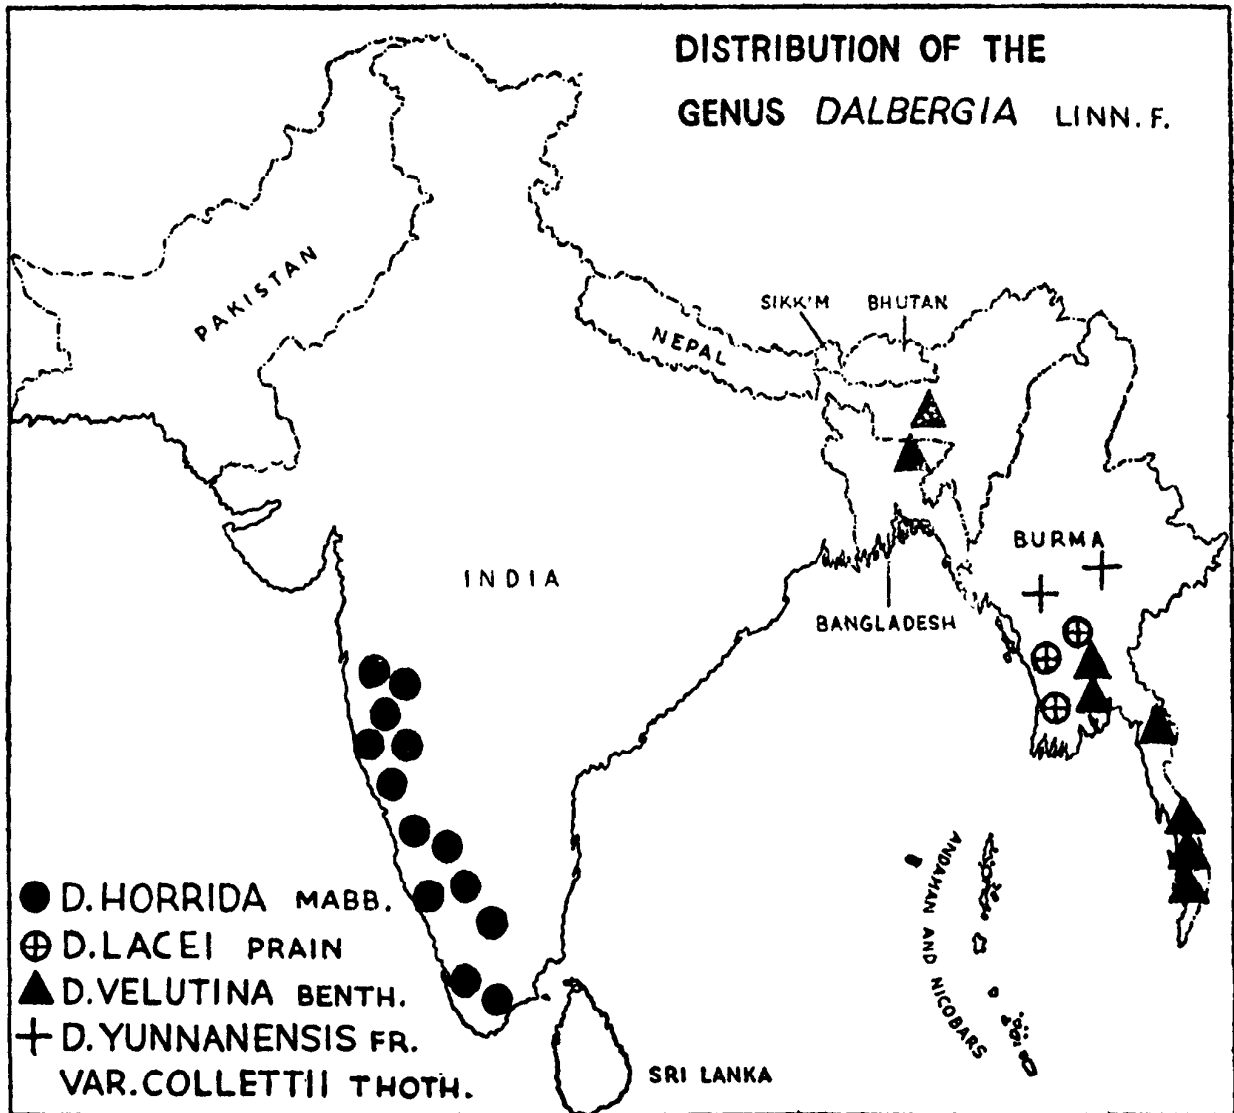 DISTRIBUTION OF THE
GENUS DALBERGIA LINN. F.
PAKISTAN
SIKK'M BHUTAN
NEPAL
BURMA
INDIA
BANGLADESH
ANDAMAN AND NICOBARS
D. HORRIDA MABB.
D. LACEI PRAIN
D. VELUTINA BENTH.
D. YUNNANENSIS FR.
VAR. COLLETTII THOTH.
SRI LANKA